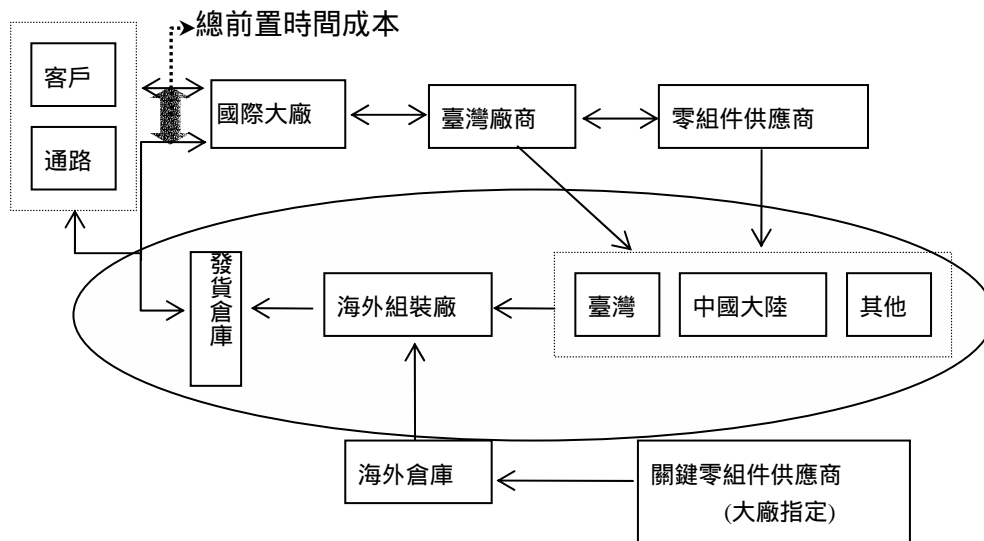 總前置時間成本
客戶
國際大廠
臺灣廠商
零組件供應商
通路
發貨倉庫
海外組裝廠
臺灣
中國大陸
其他
海外倉庫
關鍵零組件供應商
(大廠指定)